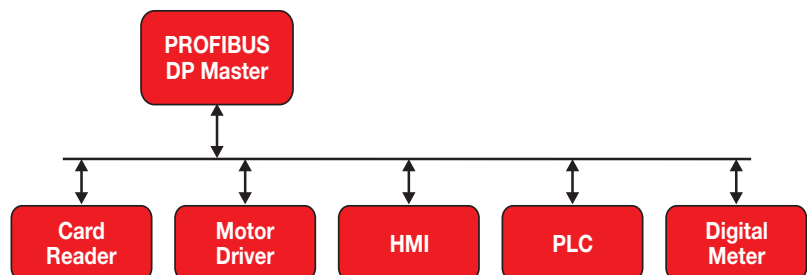 PROFIBUS
DP Master
Card
Reader
Motor
Driver
HMI
PLC
Digital
Meter